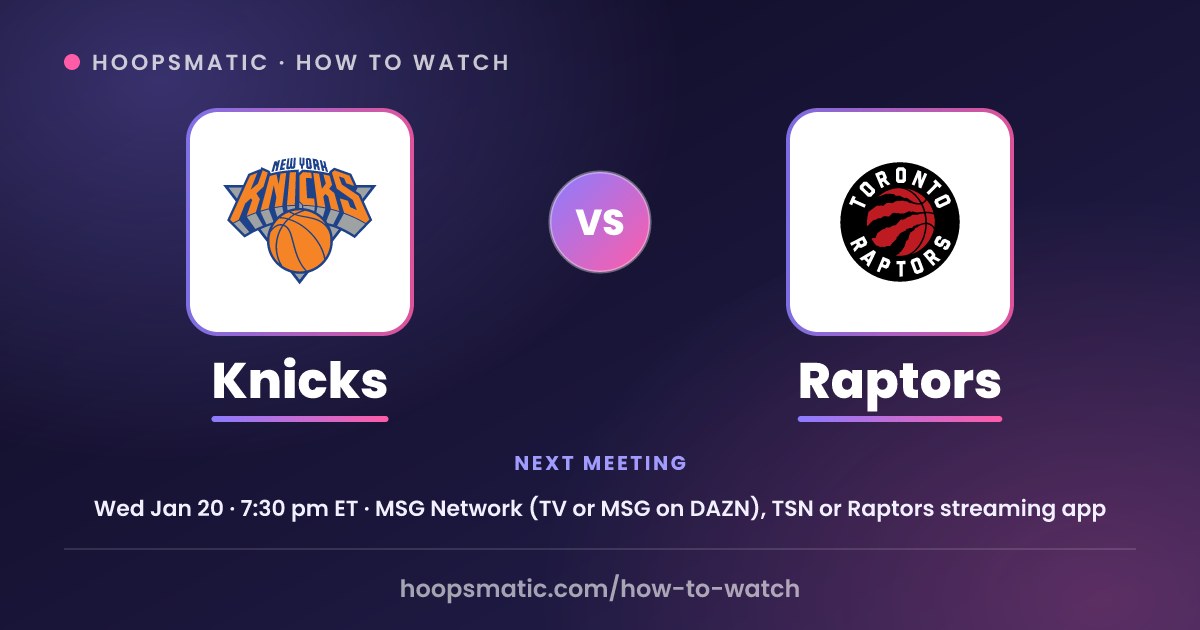 HOOPSMATIC · HOW TO WATCH
NEW YORK
KNICKS
VS
TORONTO
RAPTORS
Knicks
Raptors
NEXT MEETING
Wed Jan 20 · 7:30 pm ET · MSG Network (TV or MSG on DAZN), TSN or Raptors streaming app
hoopsmatic.com/how-to-watch